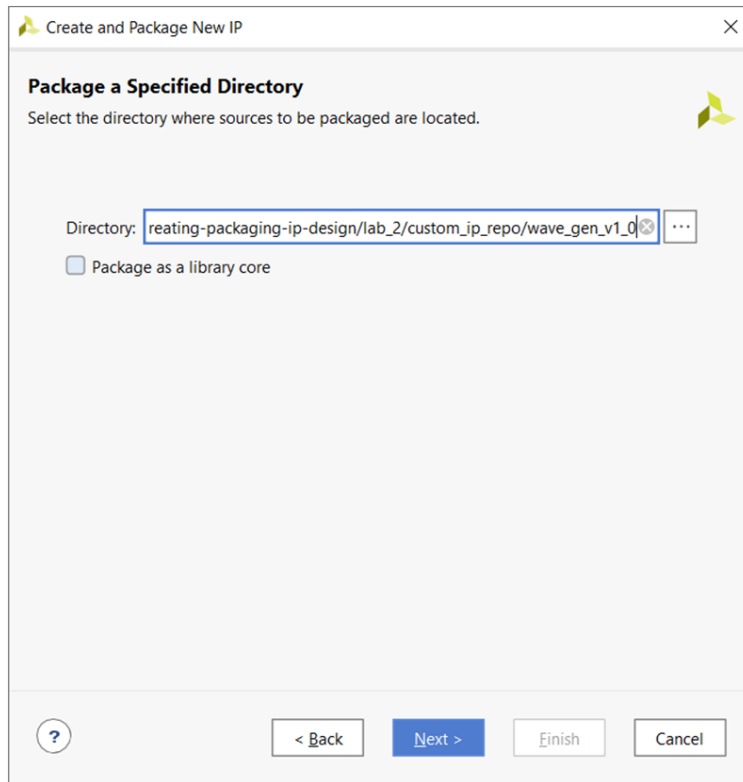 Create and Package New IP
Package a Specified Directory
Select the directory where sources to be packaged are located.
Directory: reating-packaging-ip-design/lab_2/custom_ip_repo/wave_gen_v1_0 ...
Package as a library core
? < Back Next > Finish Cancel